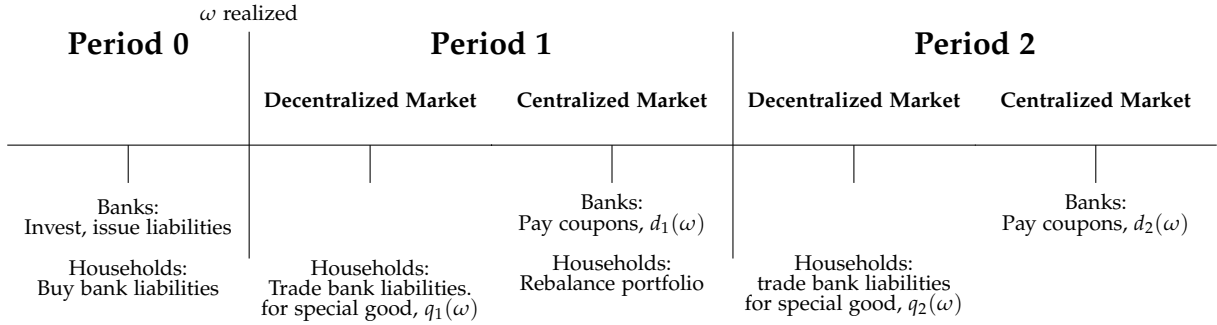 ω realized
Period 0
Period 1
Period 2
Decentralized Market
Centralized Market
Decentralized Market
Centralized Market
Banks:
Invest, issue liabilities
Banks:
Pay coupons, d₁(ω)
Banks:
Pay coupons, d₂(ω)
Households:
Buy bank liabilities
Households:
Trade bank liabilities.
for special good, q₁(ω)
Households:
Rebalance portfolio
Households:
trade bank liabilities
for special good, q₂(ω)